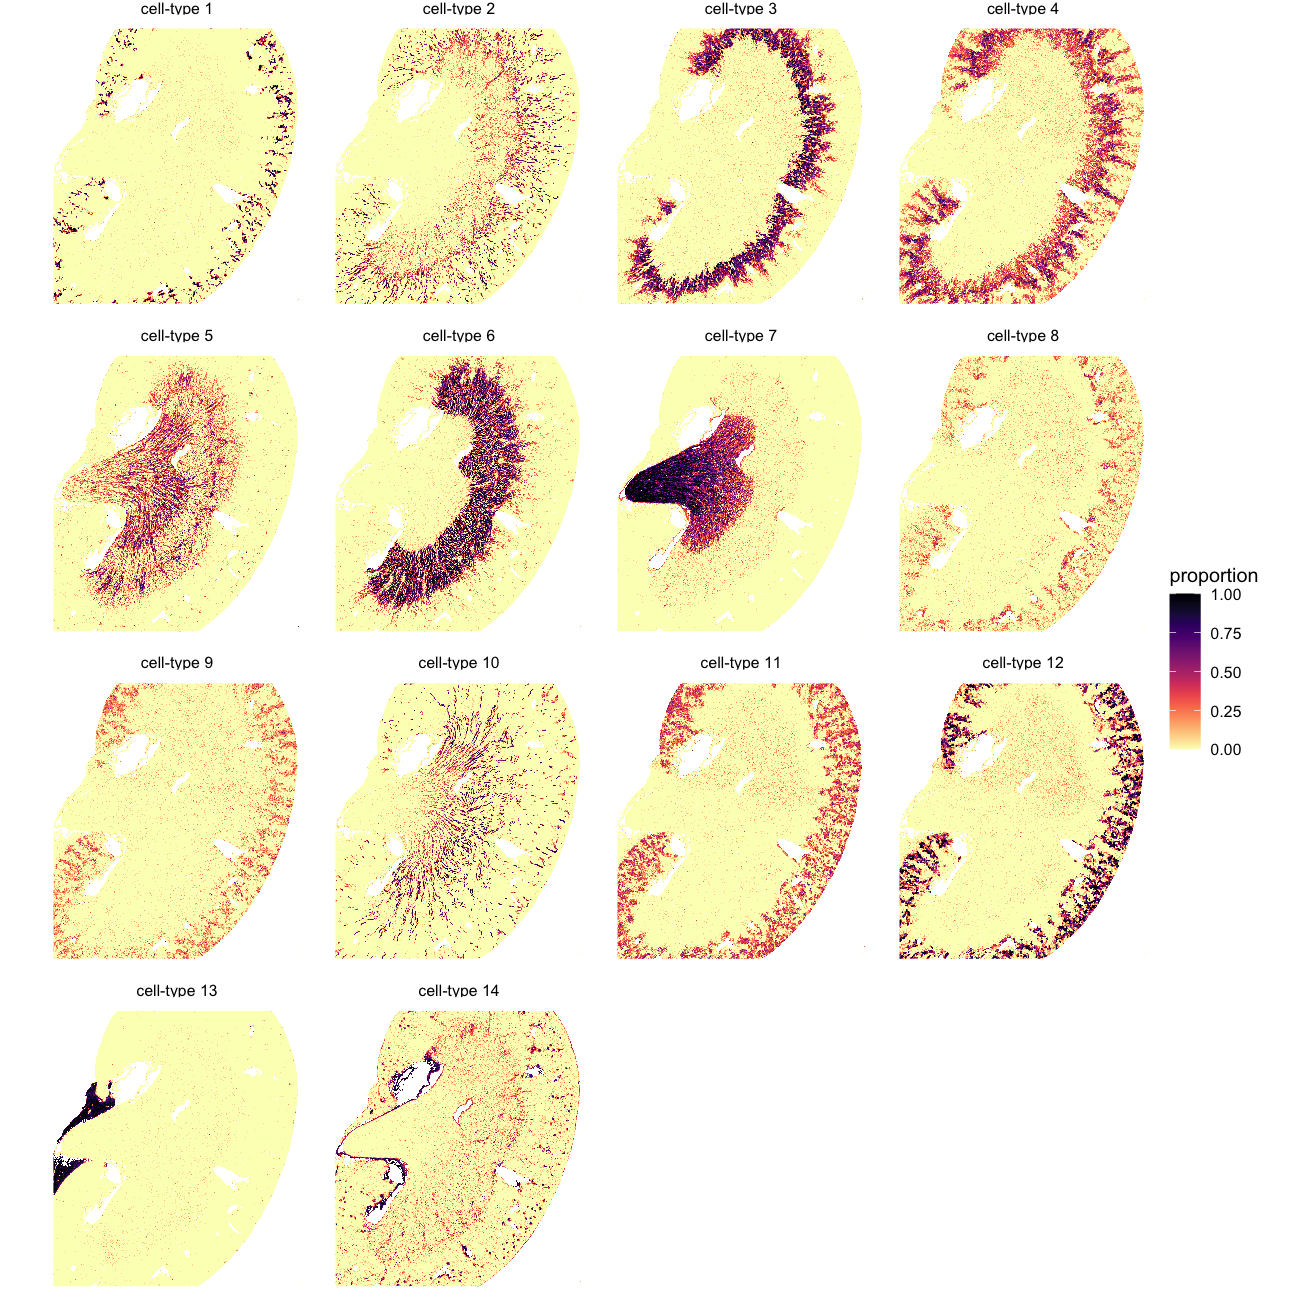 cell-type 1
cell-type 2
cell-type 3
cell-type 4
cell-type 5
cell-type 6
cell-type 7
cell-type 8
proportion
1.00
0.75
0.50
0.25
0.00
cell-type 9
cell-type 10
cell-type 11
cell-type 12
cell-type 13
cell-type 14